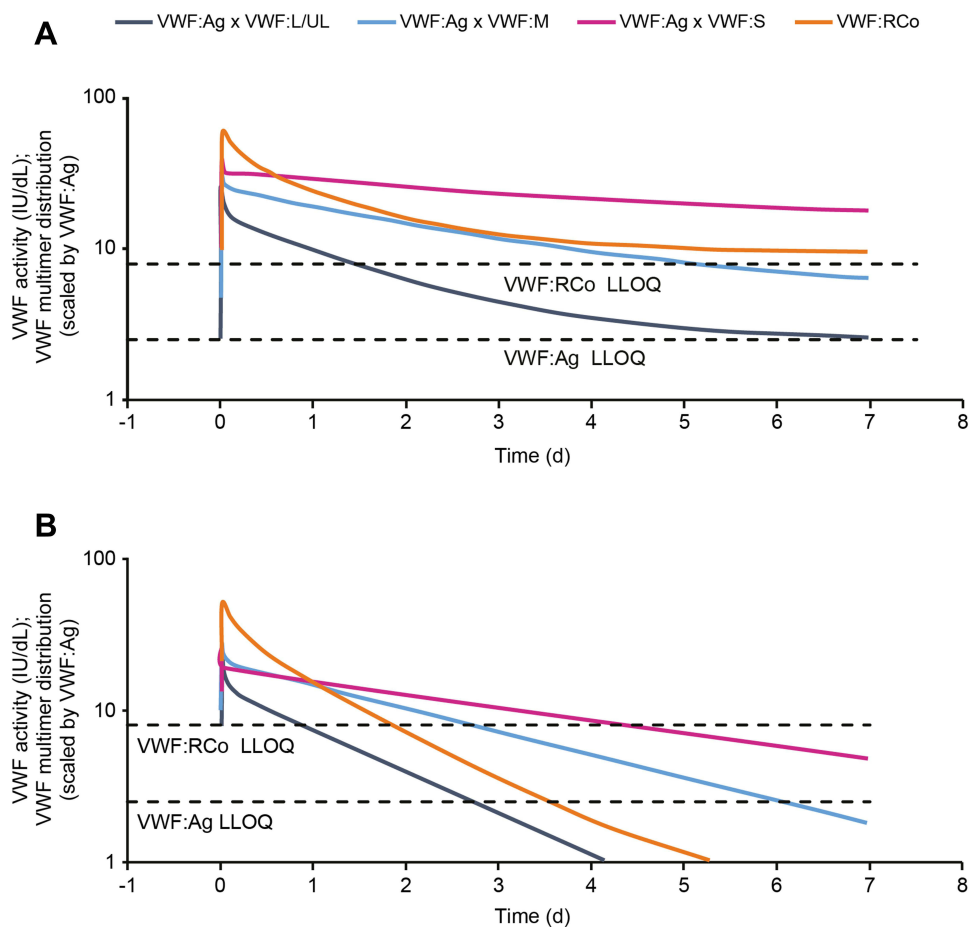 VWF:Ag x VWF:L/UL VWF:Ag x VWF:M VWF:Ag x VWF:S VWF:RCo
A
VWF activity (IU/dL);
VWF multimer distribution
(scaled by VWF:Ag)
100
10
1
VWF:RCo LLOQ
VWF:Ag LLOQ
-1 0 1 2 3 4 5 6 7 8
Time (d)
B
VWF activity (IU/dL);
VWF multimer distribution
(scaled by VWF:Ag)
100
10
1
VWF:RCo LLOQ
VWF:Ag LLOQ
-1 0 1 2 3 4 5 6 7 8
Time (d)